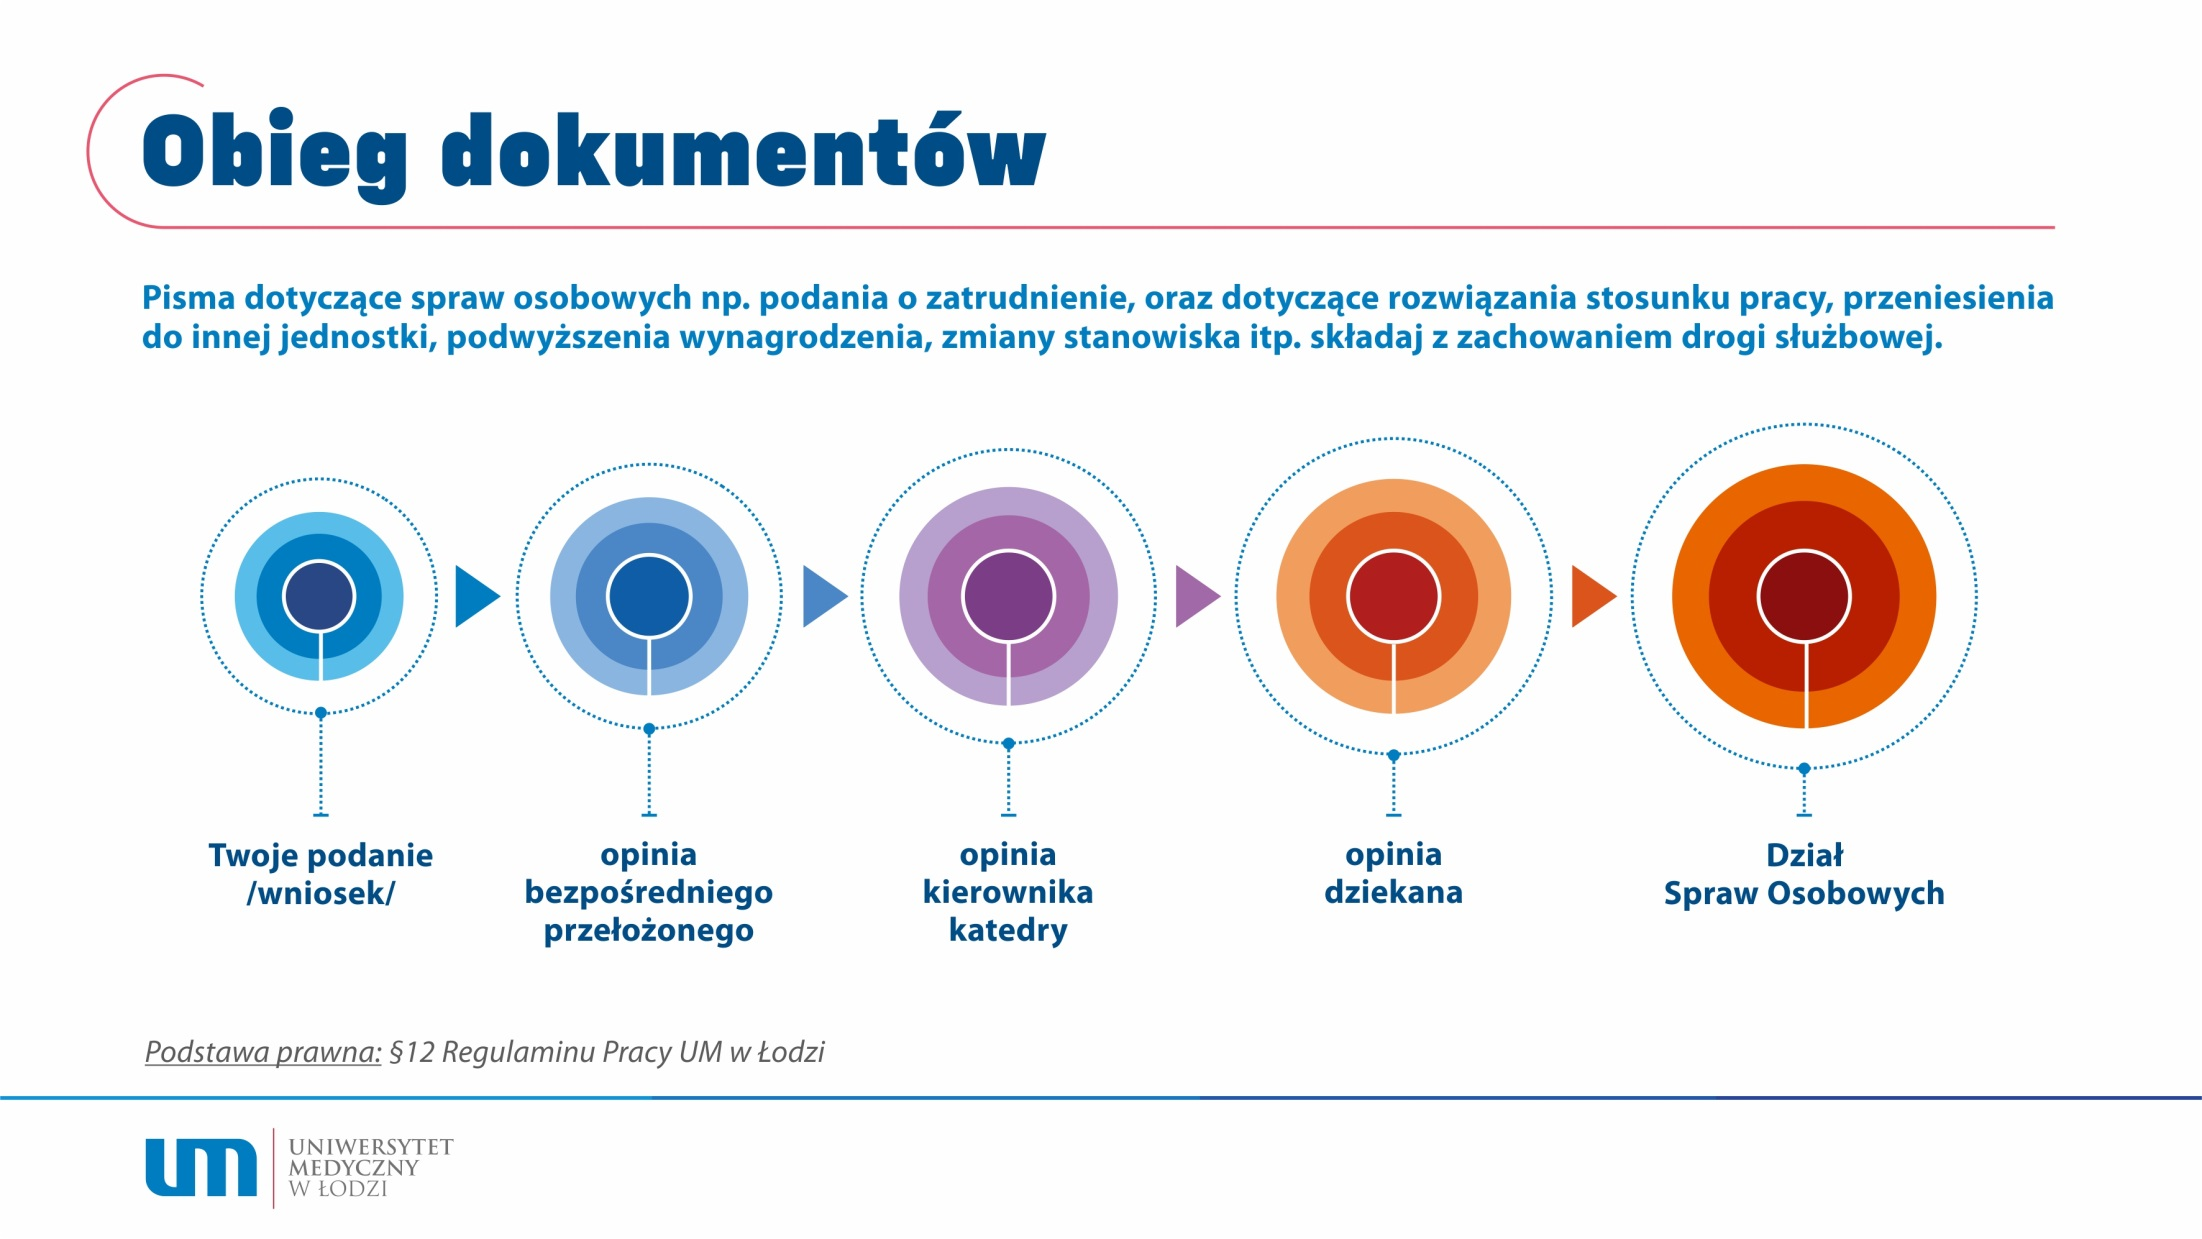 Obieg dokumentów
Pisma dotyczące spraw osobowych np. podania o zatrudnienie, oraz dotyczące rozwiązania stosunku pracy, przeniesienia
do innej jednostki, podwyższenia wynagrodzenia, zmiany stanowiska itp. składaj z zachowaniem drogi służbowej.
Twoje podanie
/wniosek/
opinia
bezpośredniego
przełożonego
opinia
kierownika
katedry
opinia
dziekana
Dział
Spraw Osobowych
Podstawa prawna: §12 Regulaminu Pracy UM w Łodzi
um
UNIWERSYTET
MEDYCZNY
W ŁODZI